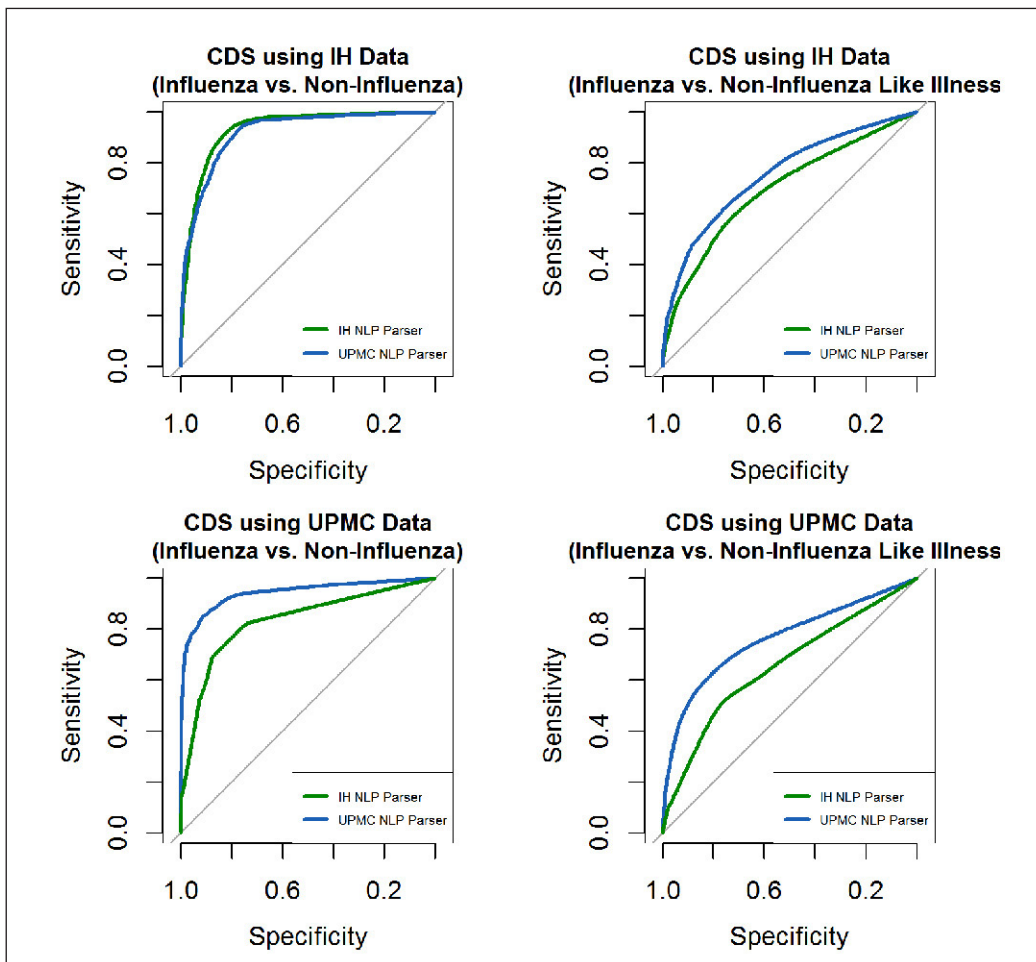 CDS using IH Data
(Influenza vs. Non-Influenza)
Sensitivity
0.8
0.4
0.0
IH NLP Parser
UPMC NLP Parser
1.0 0.6 0.2
Specificity
CDS using IH Data
(Influenza vs. Non-Influenza Like Illness
Sensitivity
0.8
0.4
0.0
IH NLP Parser
UPMC NLP Parser
1.0 0.6 0.2
Specificity
CDS using UPMC Data
(Influenza vs. Non-Influenza)
Sensitivity
0.8
0.4
0.0
IH NLP Parser
UPMC NLP Parser
1.0 0.6 0.2
Specificity
CDS using UPMC Data
(Influenza vs. Non-Influenza Like Illness
Sensitivity
0.8
0.4
0.0
IH NLP Parser
UPMC NLP Parser
1.0 0.6 0.2
Specificity